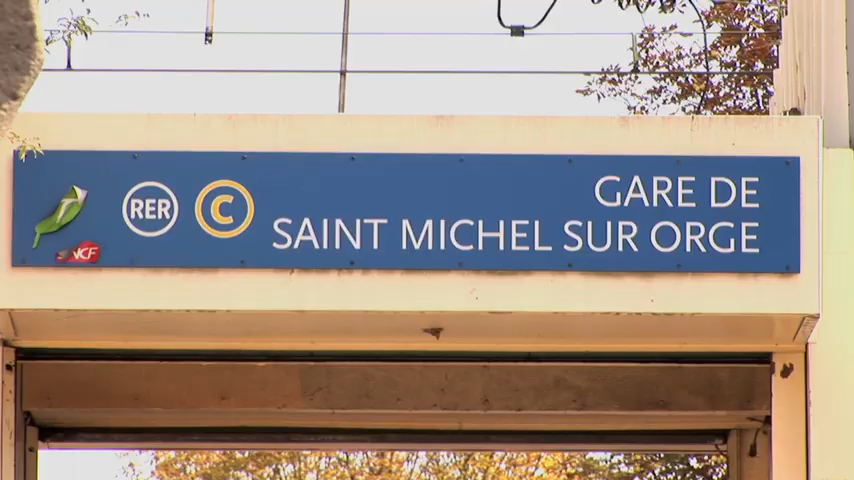 RER
C
GARE DE
SAINT MICHEL SUR ORGE
SNCF